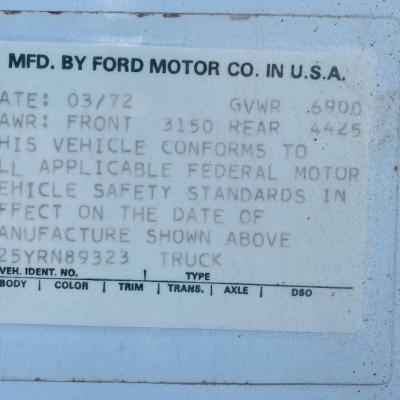 MFD. BY FORD MOTOR CO. IN U.S.A.
ATE: 03/72 GVWR 6900
AWR: FRONT 3150 REAR 4425
HIS VEHICLE CONFORMS TO
LL APPLICABLE FEDERAL MOTOR
EHICLE SAFETY STANDARDS IN
FFECT ON THE DATE OF
ANUFACTURE SHOWN ABOVE
25YRN89323 TRUCK
VEH. IDENT. NO. | TYPE
BODY | COLOR | TRIM | TRANS. | AXLE | DSO